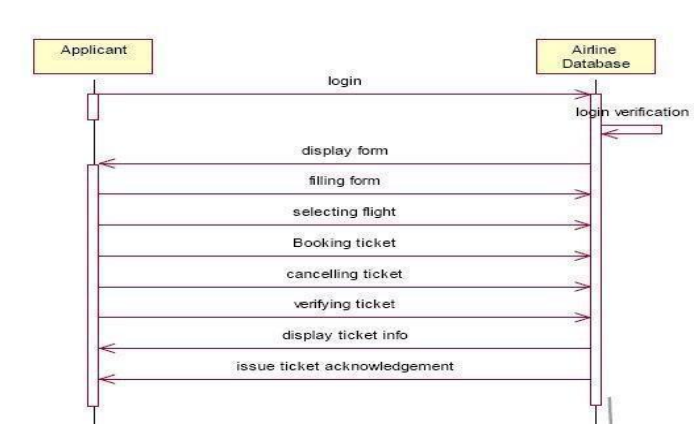 Applicant
Airline
Database
login
login verification
display form
filling form
selecting flight
Booking ticket
cancelling ticket
verifying ticket
display ticket info
issue ticket acknowledgement